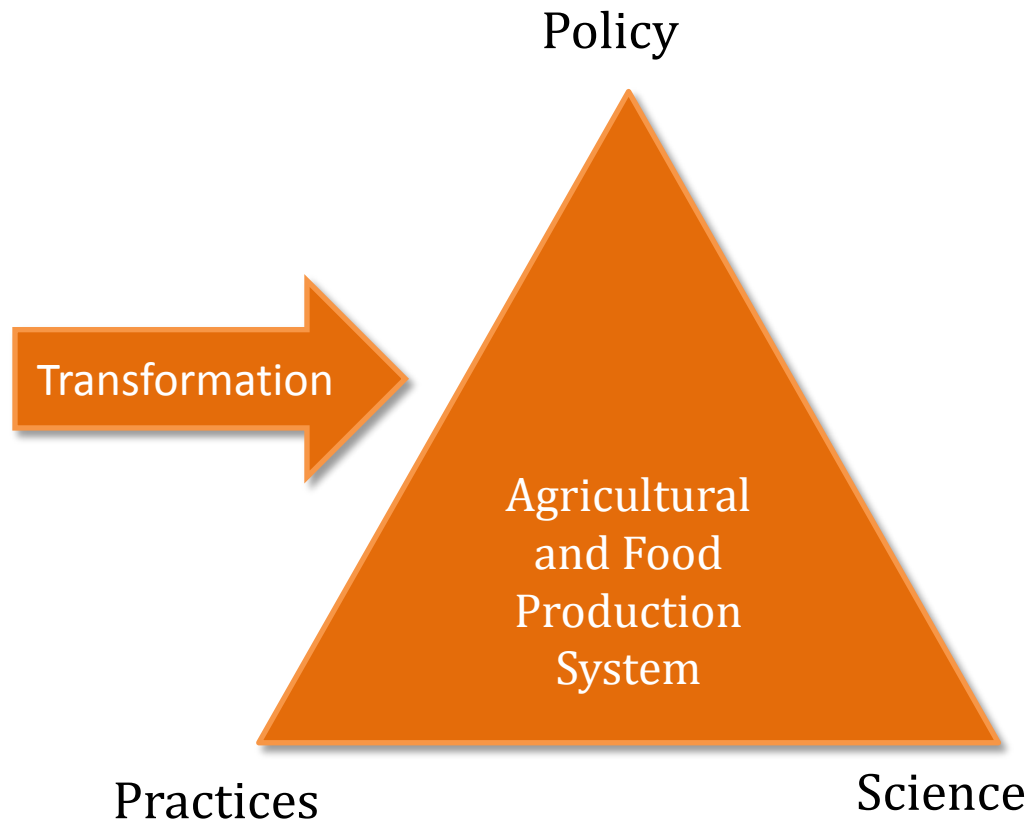 Policy
Transformation
Agricultural
and Food
Production
System
Practices
Science